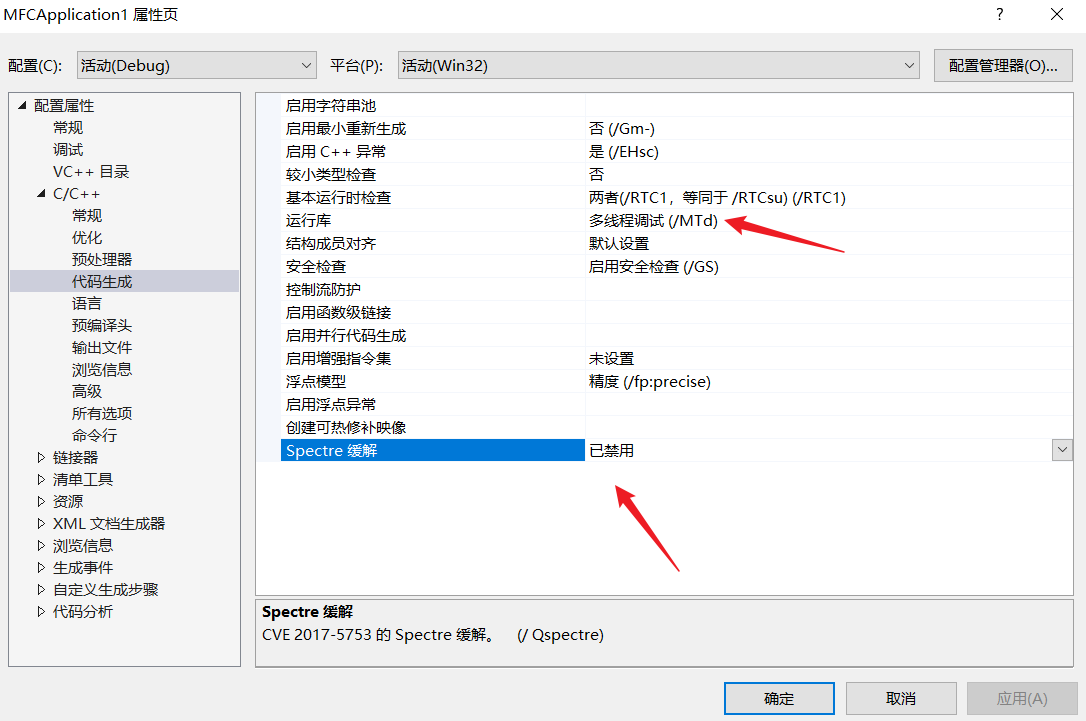 MFCApplication1 属性页
?
配置(C): 活动(Debug) 平台(P): 活动(Win32) 配置管理器(O)...
配置属性
常规
调试
VC++ 目录
C/C++
常规
优化
预处理器
代码生成
语言
预编译头
输出文件
浏览信息
高级
所有选项
命令行
链接器
清单工具
资源
XML 文档生成器
浏览信息
生成事件
自定义生成步骤
代码分析
启用字符串池
启用最小重新生成 否 (/Gm-)
启用 C++ 异常 是 (/EHsc)
较小类型检查 否
基本运行时检查 两者(/RTC1，等同于 /RTCsu) (/RTC1)
运行库 多线程调试 (/MTd)
结构成员对齐 默认设置
安全检查 启用安全检查 (/GS)
控制流防护
启用函数级链接
启用并行代码生成
启用增强指令集 未设置
浮点模型 精度 (/fp:precise)
启用浮点异常
创建可热修补映像
Spectre 缓解 已禁用
Spectre 缓解
CVE 2017-5753 的 Spectre 缓解。 (/ Qspectre)
确定 取消 应用(A)